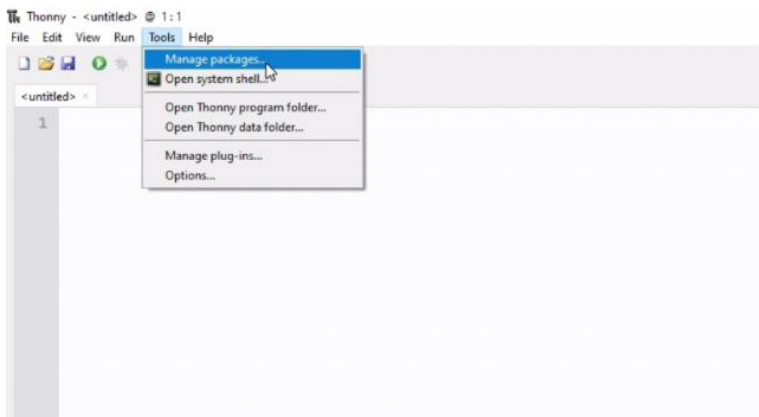 Thonny - <untitled> @ 1:1
File Edit View Run Tools Help
Manage packages...
Open system shell...
<untitled> ×
Open Thonny program folder...
Open Thonny data folder...
1
Manage plug-ins...
Options...